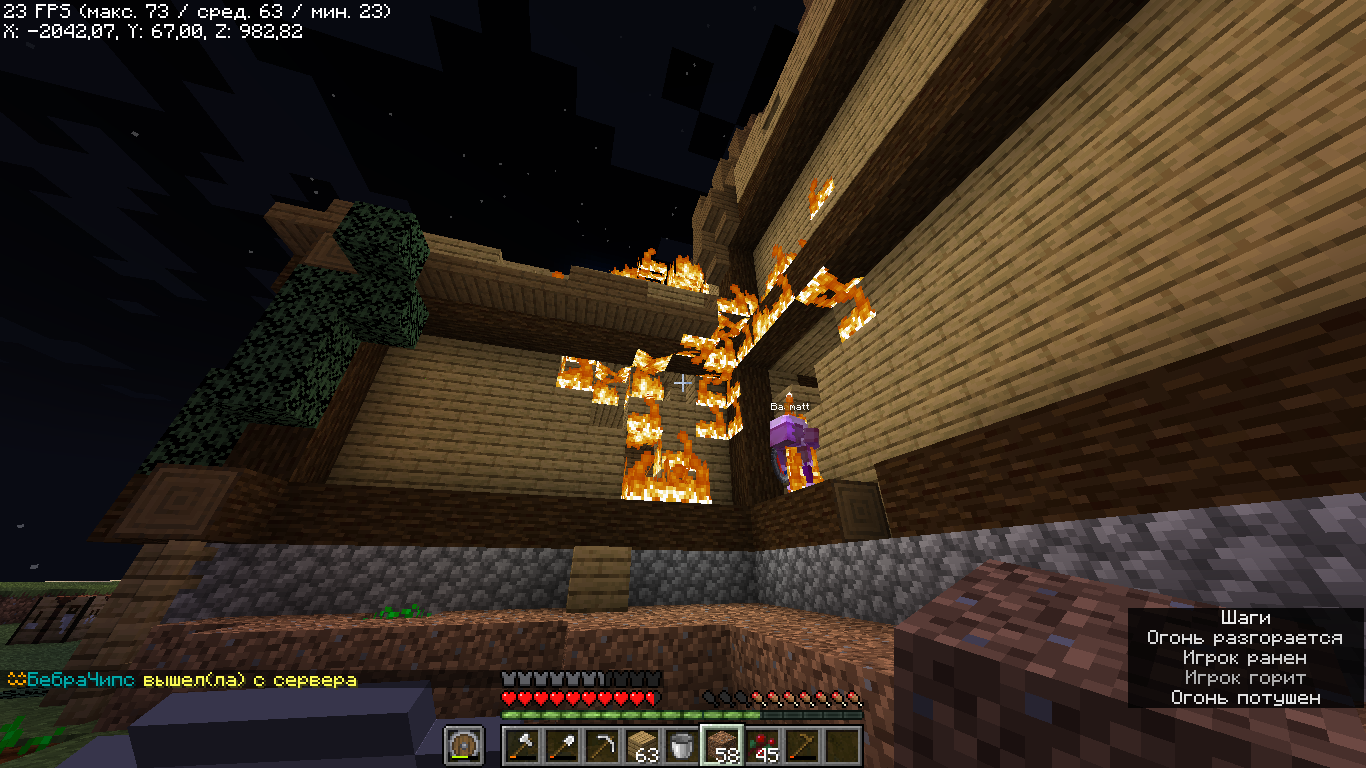 23 FPS (макс. 73 / сред. 63 / мин. 23)
X: -2042,07, Y: 67,00, Z: 982,82
БебраЧипс вышел(ла) с сервера
Шаги
Огонь разгорается
Игрок ранен
Игрок горит
Огонь потушен
63
58
45